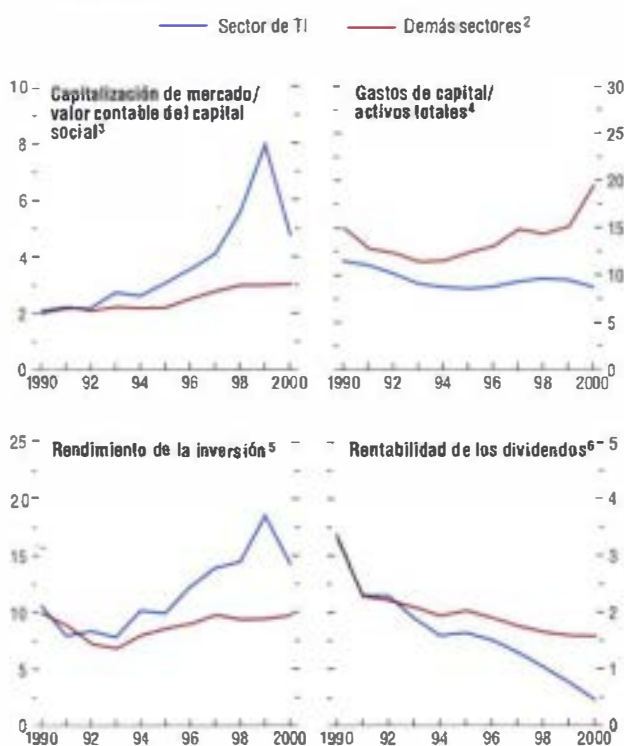 Sector de TI
Demás sectores²
Capitalización de mercado/
valor contable del capital
social³
10
8
6
4
2
0
1990 92 94 96 98 2000
Gastos de capital/
activos totales⁴
30
25
20
15
10
5
0
1990 92 94 96 98 2000
Rendimiento de la inversión⁵
25
20
15
10
5
0
1990 92 94 96 98 2000
Rentabilidad de los dividendos⁶
5
4
3
2
1
0
1990 92 94 96 98 2000